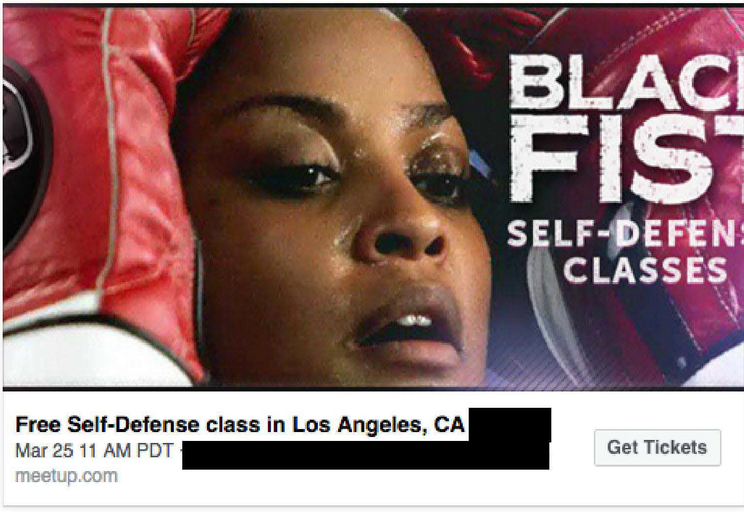 BLAC
FIST
SELF-DEFENS
CLASSES
Free Self-Defense class in Los Angeles, CA
Mar 25 11 AM PDT ·
Get Tickets
meetup.com